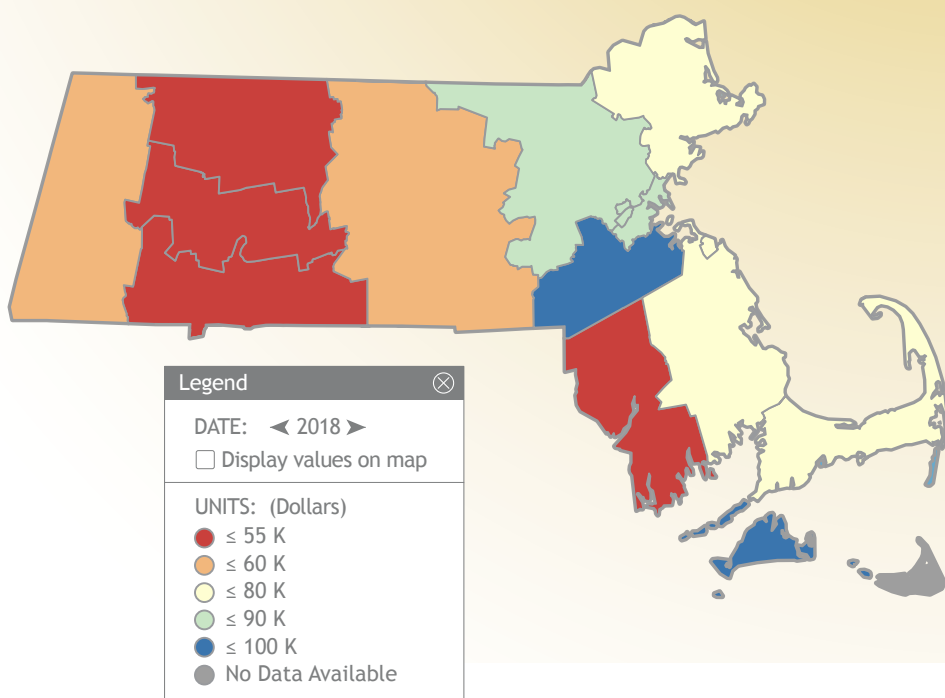 Legend
DATE: ⮜ 2018 ⮞
Display values on map
UNITS: (Dollars)
≤ 55 K
≤ 60 K
≤ 80 K
≤ 90 K
≤ 100 K
No Data Available